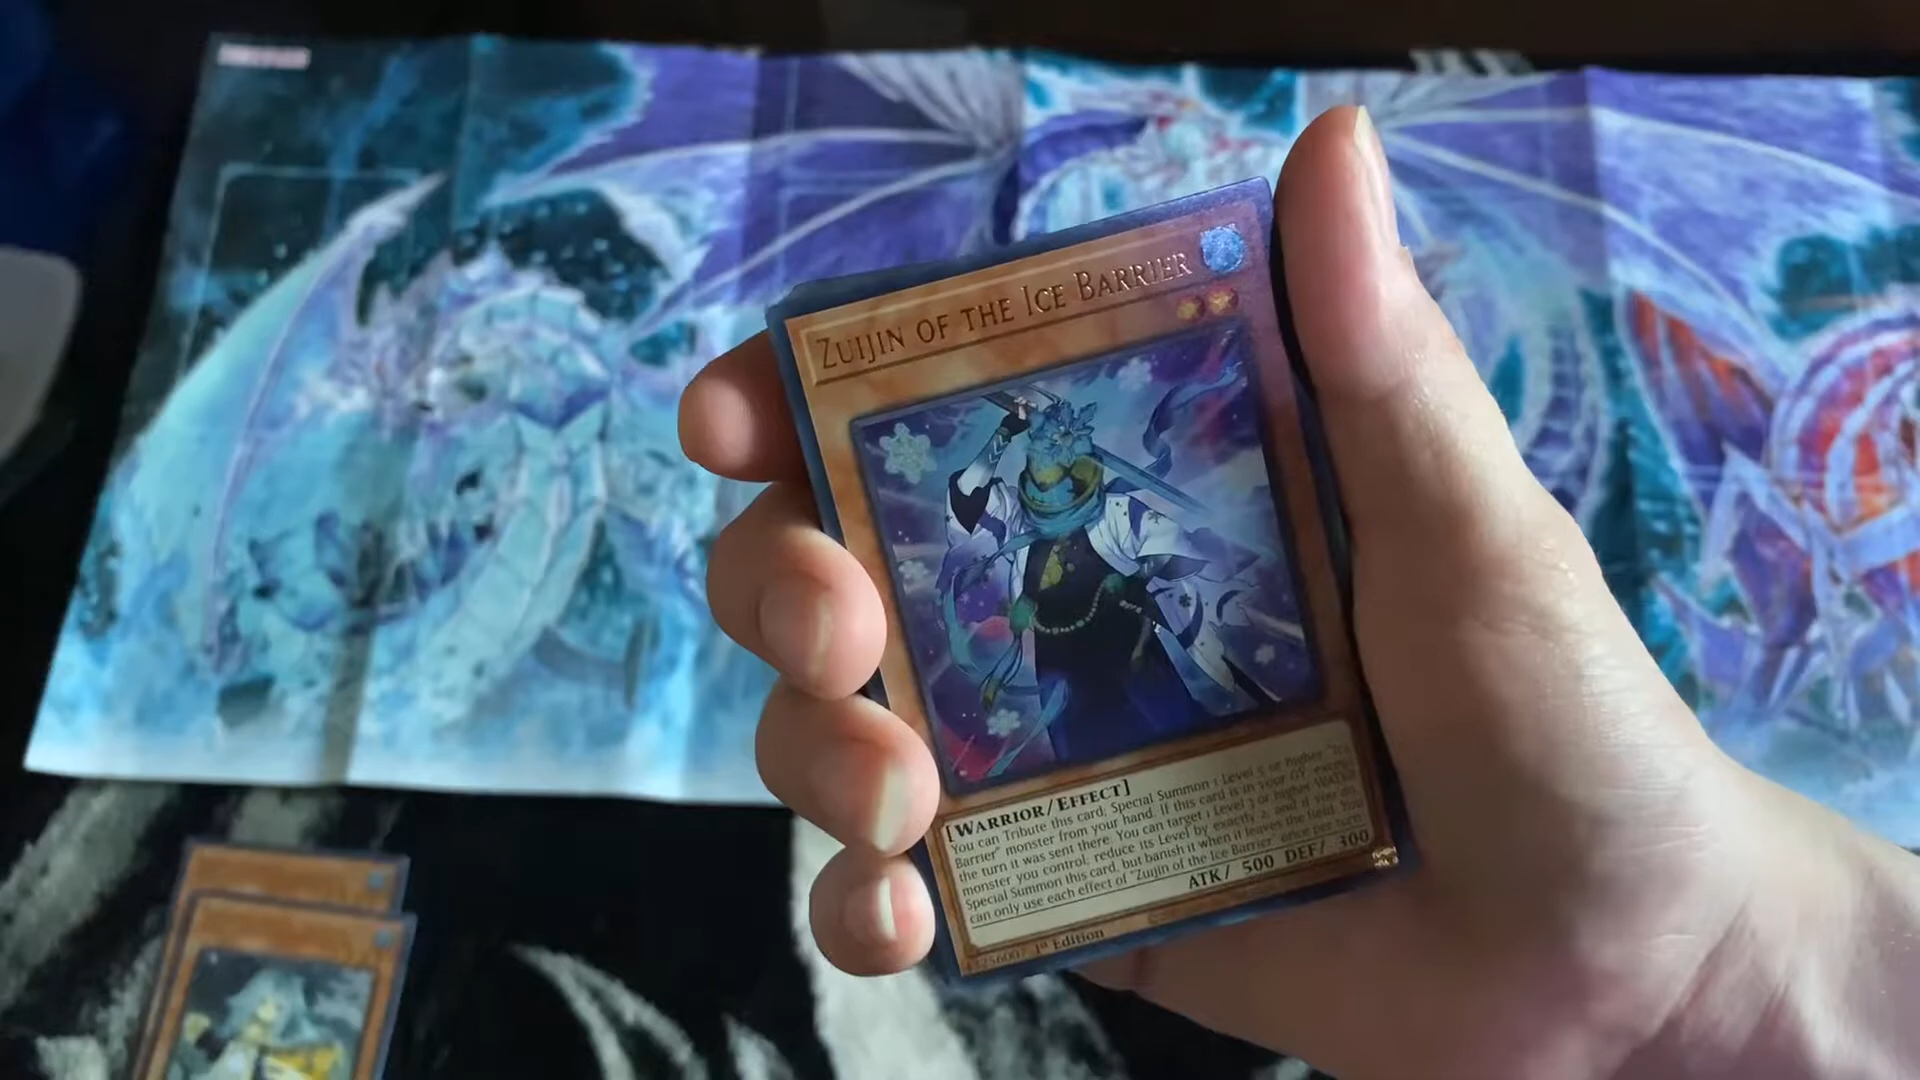 ZUIJIN OF THE ICE BARRIER
[WARRIOR/EFFECT]
You can Tribute this card; Special Summon 1 Level 5 or higher "Ice
Barrier" monster from your hand. If this card is in your GY, except
the turn it was sent there: You can target 1 Level 3 or higher WATER
monster you control; reduce its Level by exactly 2, and if you do,
Special Summon this card, but banish it when it leaves the field. You
can only use each effect of "Zuijin of the Ice Barrier" once per turn.
ATK/ 500 DEF/ 300
1st Edition